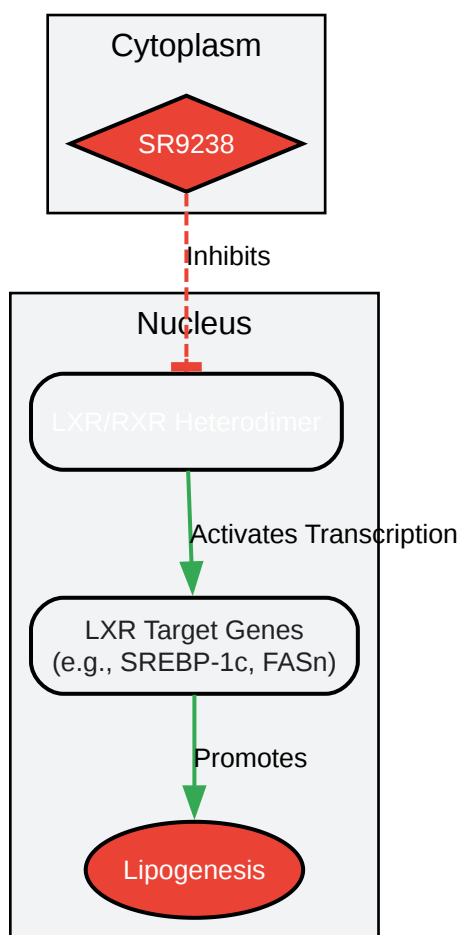 Cytoplasm
SR9238
Inhibits
Nucleus
LXR/RXR Heterodimer
Activates Transcription
LXR Target Genes
(e.g., SREBP-1c, FASn)
Promotes
Lipogenesis